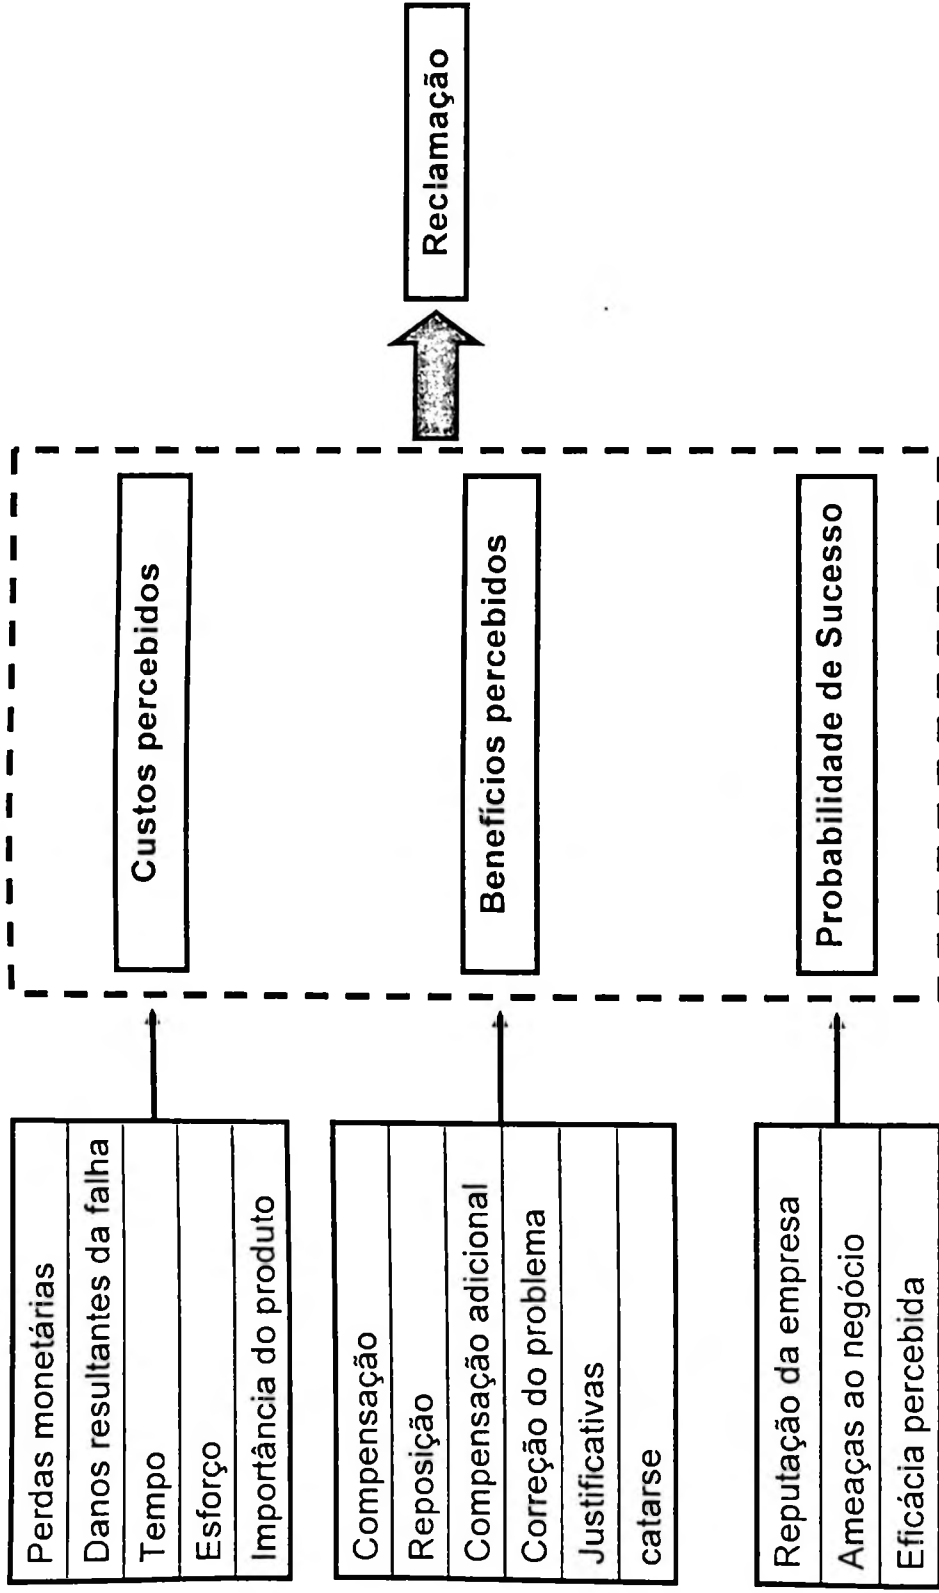 Perdas monetárias
Danos resultantes da falha
Tempo
Esforço
Importância do produto
Compensação
Reposição
Compensação adicional
Correção do problema
Justificativas
catarse
Reputação da empresa
Ameaças ao negócio
Eficácia percebida
Custos percebidos
Benefícios percebidos
Probabilidade de Sucesso
Reclamação